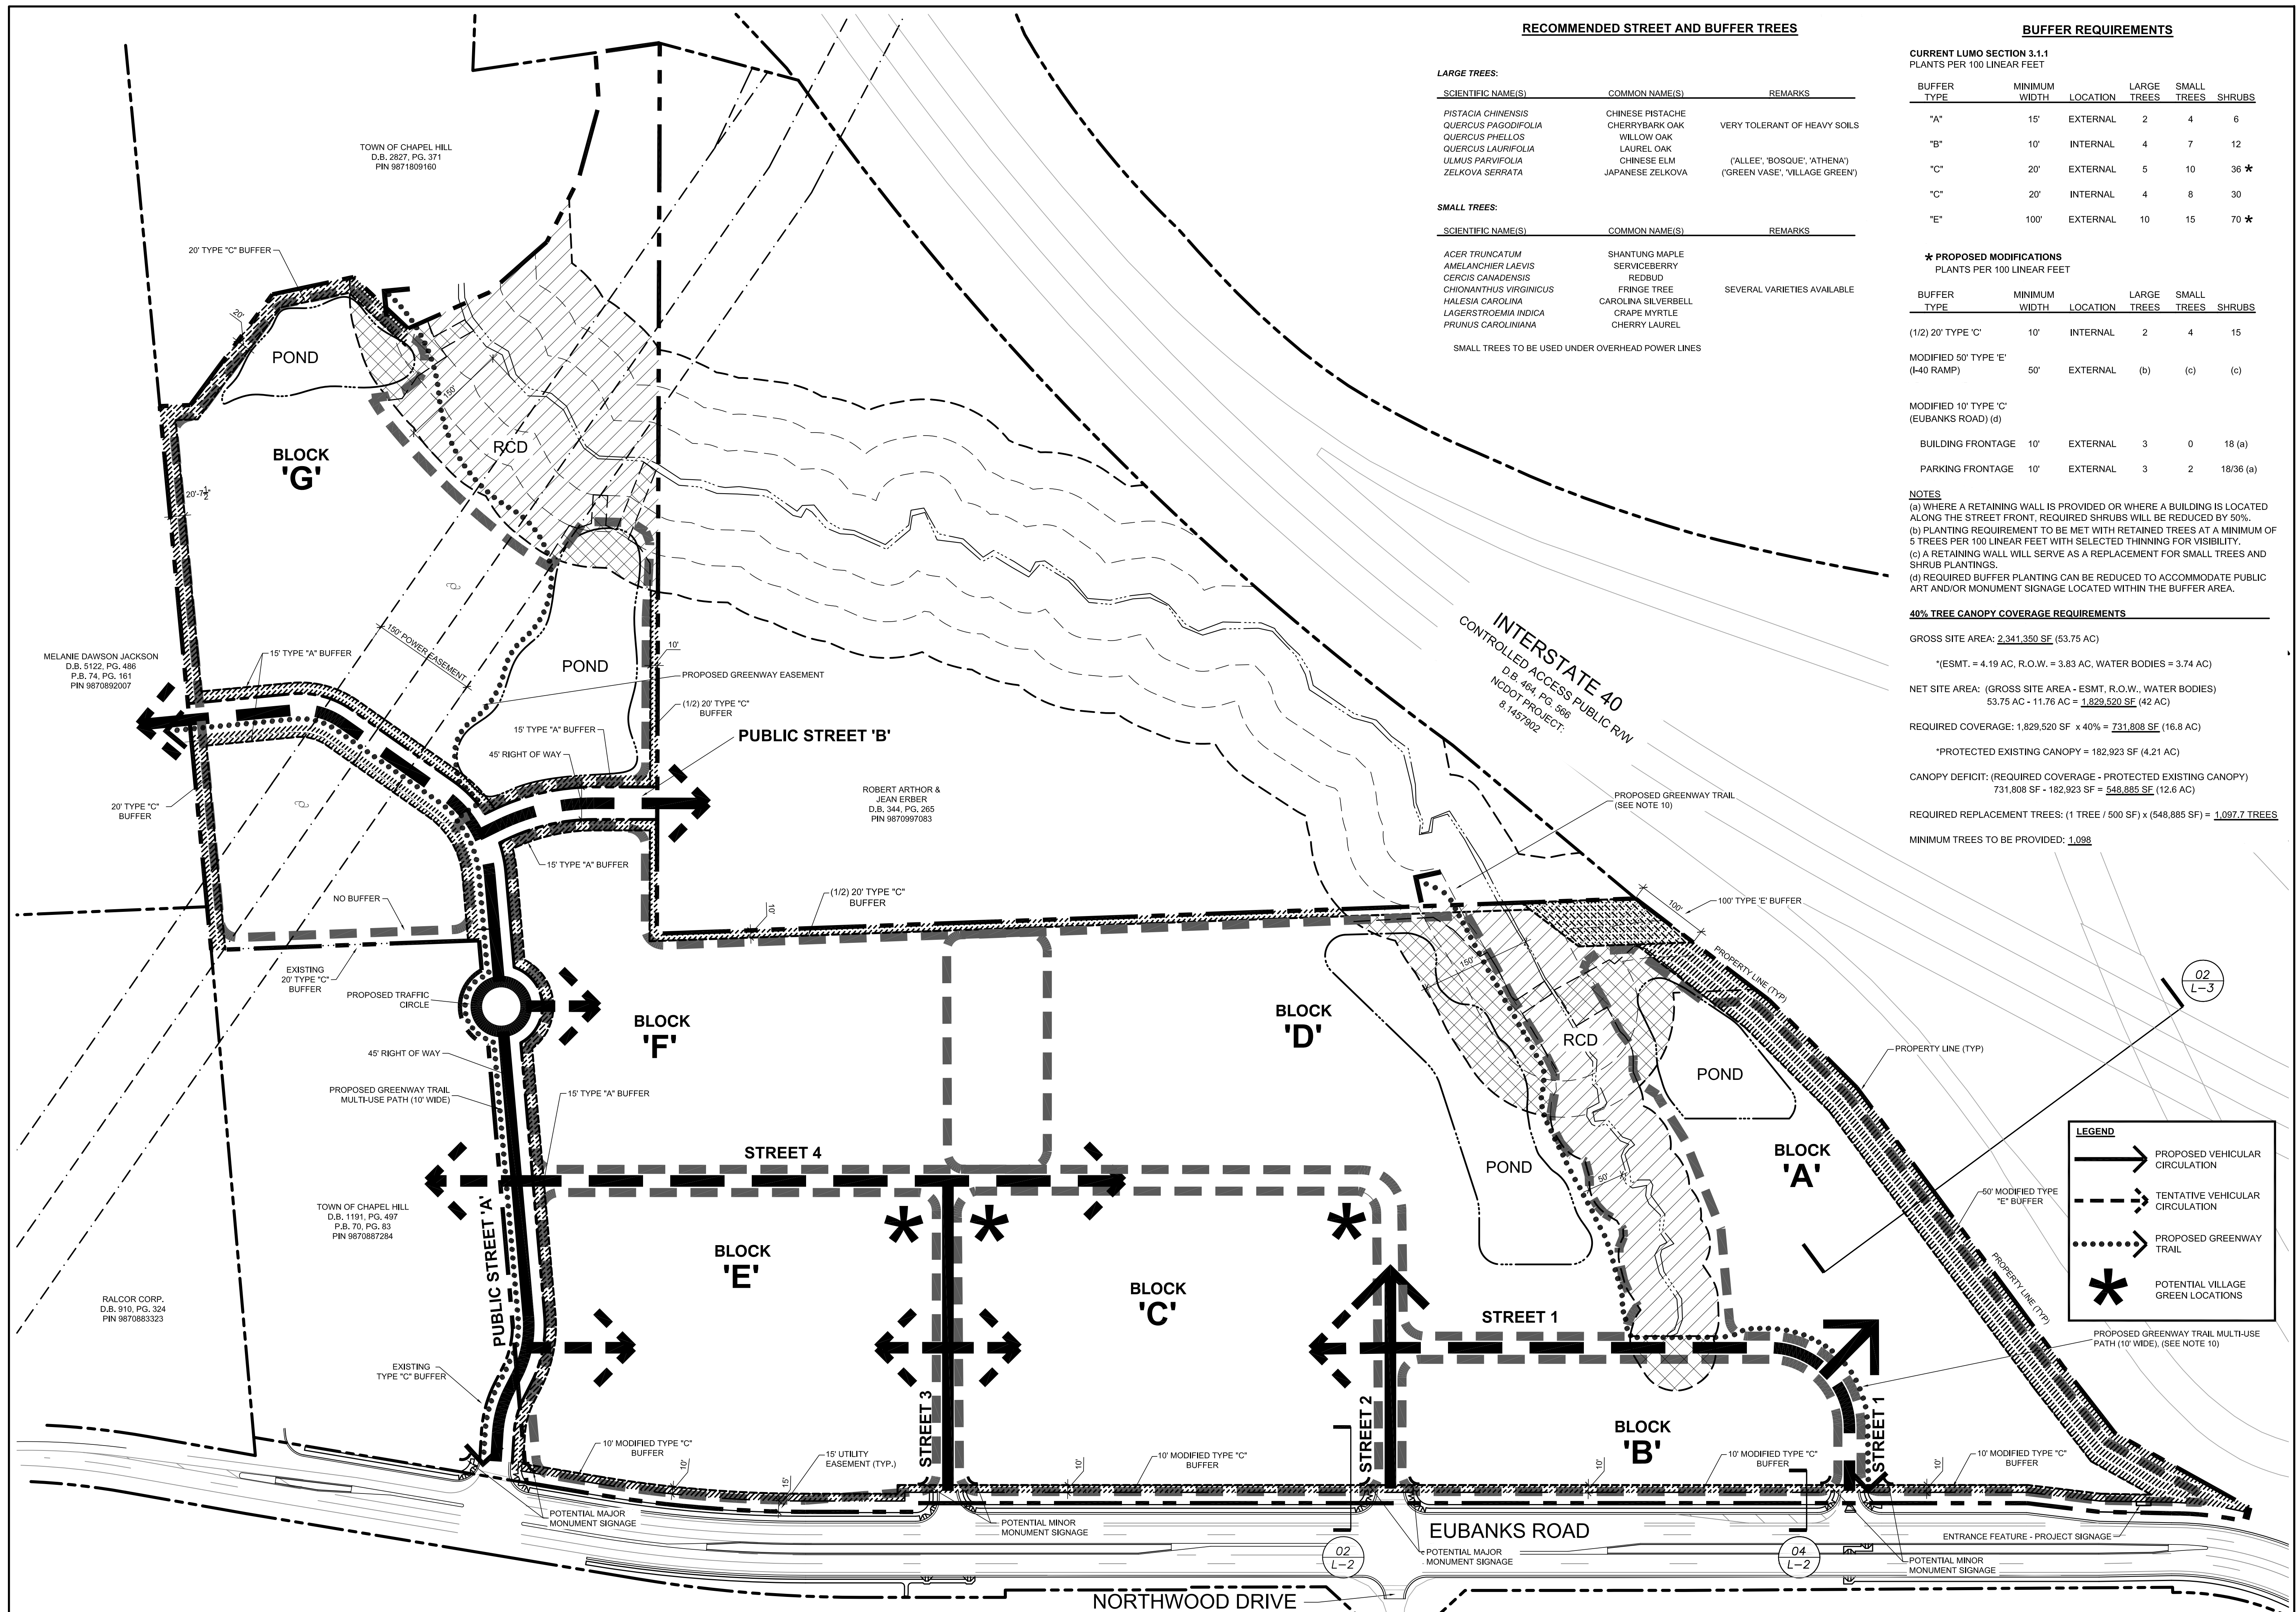 RECOMMENDED STREET AND BUFFER TREES
LARGE TREES:
SCIENTIFIC NAME(S) COMMON NAME(S) REMARKS
PISTACIA CHINENSIS CHINESE PISTACHE
QUERCUS PAGODIFOLIA CHERRYBARK OAK VERY TOLERANT OF HEAVY SOILS
QUERCUS PHELLOS WILLOW OAK
QUERCUS LAURIFOLIA LAUREL OAK
ULMUS PARVIFOLIA CHINESE ELM ('ALLEE', 'BOSQUE', 'ATHENA')
ZELKOVA SERRATA JAPANESE ZELKOVA ('GREEN VASE', 'VILLAGE GREEN')
SMALL TREES:
SCIENTIFIC NAME(S) COMMON NAME(S) REMARKS
ACER TRUNCATUM SHANTUNG MAPLE
AMELANCHIER LAEVIS SERVICEBERRY
CERCIS CANADENSIS REDBUD
CHIONANTHUS VIRGINICUS FRINGE TREE SEVERAL VARIETIES AVAILABLE
HALESIA CAROLINA CAROLINA SILVERBELL
LAGERSTROEMIA INDICA CRAPE MYRTLE
PRUNUS CAROLINIANA CHERRY LAUREL
SMALL TREES TO BE USED UNDER OVERHEAD POWER LINES
BUFFER REQUIREMENTS
CURRENT LUMO SECTION 3.1.1
PLANTS PER 100 LINEAR FEET
BUFFER MINIMUM LARGE SMALL
TYPE WIDTH LOCATION TREES TREES SHRUBS
"A" 15' EXTERNAL 2 4 6
"B" 10' INTERNAL 4 7 12
"C" 20' EXTERNAL 5 10 36 *
"C" 20' INTERNAL 4 8 30
"E" 100' EXTERNAL 10 15 70 *
* PROPOSED MODIFICATIONS
PLANTS PER 100 LINEAR FEET
BUFFER MINIMUM LARGE SMALL
TYPE WIDTH LOCATION TREES TREES SHRUBS
(1/2) 20' TYPE 'C' 10' INTERNAL 2 4 15
MODIFIED 50' TYPE 'E'
(I-40 RAMP) 50' EXTERNAL (b) (c) (c)
MODIFIED 10' TYPE 'C'
(EUBANKS ROAD) (d)
BUILDING FRONTAGE 10' EXTERNAL 3 0 18 (a)
PARKING FRONTAGE 10' EXTERNAL 3 2 18/36 (a)
NOTES
(a) WHERE A RETAINING WALL IS PROVIDED OR WHERE A BUILDING IS LOCATED
ALONG THE STREET FRONT, REQUIRED SHRUBS WILL BE REDUCED BY 50%.
(b) PLANTING REQUIREMENT TO BE MET WITH RETAINED TREES AT A MINIMUM OF
5 TREES PER 100 LINEAR FEET WITH SELECTED THINNING FOR VISIBILITY.
(c) A RETAINING WALL WILL SERVE AS A REPLACEMENT FOR SMALL TREES AND
SHRUB PLANTINGS.
(d) REQUIRED BUFFER PLANTING CAN BE REDUCED TO ACCOMMODATE PUBLIC
ART AND/OR MONUMENT SIGNAGE LOCATED WITHIN THE BUFFER AREA.
40% TREE CANOPY COVERAGE REQUIREMENTS
GROSS SITE AREA: 2,341,350 SF (53.75 AC)
*(ESMT. = 4.19 AC, R.O.W. = 3.83 AC, WATER BODIES = 3.74 AC)
NET SITE AREA: (GROSS SITE AREA - ESMT, R.O.W., WATER BODIES)
53.75 AC - 11.76 AC = 1,829,520 SF (42 AC)
REQUIRED COVERAGE: 1,829,520 SF x 40% = 731,808 SF (16.8 AC)
*PROTECTED EXISTING CANOPY = 182,923 SF (4.21 AC)
CANOPY DEFICIT: (REQUIRED COVERAGE - PROTECTED EXISTING CANOPY)
731,808 SF - 182,923 SF = 548,885 SF (12.6 AC)
REQUIRED REPLACEMENT TREES: (1 TREE / 500 SF) x (548,885 SF) = 1,097.7 TREES
MINIMUM TREES TO BE PROVIDED: 1,098
TOWN OF CHAPEL HILL
D.B. 2827, PG. 371
PIN 9871809160
20' TYPE "C" BUFFER
20'
POND
150'
RCD
BLOCK
'G'
20'-7 1/2"
150' POWER EASEMENT
MELANIE DAWSON JACKSON
D.B. 5122, PG. 486
P.B. 74, PG. 161
PIN 9870892007
15' TYPE "A" BUFFER
POND
10'
PROPOSED GREENWAY EASEMENT
(1/2) 20' TYPE "C"
BUFFER
15' TYPE "A" BUFFER
PUBLIC STREET 'B'
45' RIGHT OF WAY
20' TYPE "C"
BUFFER
ROBERT ARTHOR &
JEAN ERBER
D.B. 344, PG. 265
PIN 9870997083
15' TYPE "A" BUFFER
INTERSTATE 40
CONTROLLED ACCESS PUBLIC R/W
D.B. 464, PG. 566
NCDOT PROJECT:
8.1457902
PROPOSED GREENWAY TRAIL
(SEE NOTE 10)
NO BUFFER
(1/2) 20' TYPE "C"
BUFFER
10'
100'
100' TYPE 'E' BUFFER
PROPERTY LINE (TYP)
EXISTING
20' TYPE "C"
BUFFER
PROPOSED TRAFFIC
CIRCLE
BLOCK
'F'
BLOCK
'D'
150'
RCD
02
L-3
45' RIGHT OF WAY
PROPERTY LINE (TYP)
POND
PROPOSED GREENWAY TRAIL
MULTI-USE PATH (10' WIDE)
15' TYPE "A" BUFFER
STREET 4
POND
50'
BLOCK
'A'
LEGEND
PROPOSED VEHICULAR
CIRCULATION
TENTATIVE VEHICULAR
CIRCULATION
PROPOSED GREENWAY
TRAIL
POTENTIAL VILLAGE
GREEN LOCATIONS
50' MODIFIED TYPE
"E" BUFFER
PROPERTY LINE (TYP)
TOWN OF CHAPEL HILL
D.B. 1191, PG. 497
P.B. 70, PG. 83
PIN 9870887284
PUBLIC STREET 'A'
BLOCK
'E'
BLOCK
'C'
STREET 1
RALCOR CORP.
D.B. 910, PG. 324
PIN 9870883323
PROPOSED GREENWAY TRAIL MULTI-USE
PATH (10' WIDE), (SEE NOTE 10)
EXISTING
TYPE "C" BUFFER
STREET 3
STREET 2
BLOCK
'B'
STREET 1
10' MODIFIED TYPE "C"
BUFFER
10'
15' UTILITY
EASEMENT (TYP.)
15'
10'
10' MODIFIED TYPE "C"
BUFFER
10'
10' MODIFIED TYPE "C"
BUFFER
10'
10' MODIFIED TYPE "C"
BUFFER
POTENTIAL MAJOR
MONUMENT SIGNAGE
POTENTIAL MINOR
MONUMENT SIGNAGE
EUBANKS ROAD
ENTRANCE FEATURE - PROJECT SIGNAGE
02
L-2
POTENTIAL MAJOR
MONUMENT SIGNAGE
04
L-2
POTENTIAL MINOR
MONUMENT SIGNAGE
NORTHWOOD DRIVE